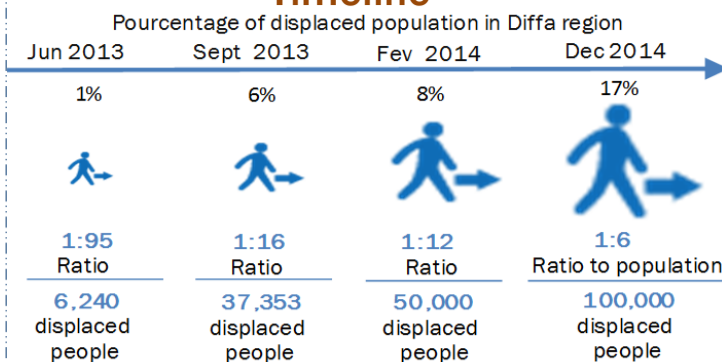 Timeline
Pourcentage of displaced population in Diffa region
Jun 2013 Sept 2013 Fev 2014 Dec 2014
1% 6% 8% 17%
1:95 1:16 1:12 1:6
Ratio Ratio Ratio Ratio to population
6,240 37,353 50,000 100,000
displaced displaced displaced displaced
people people people people